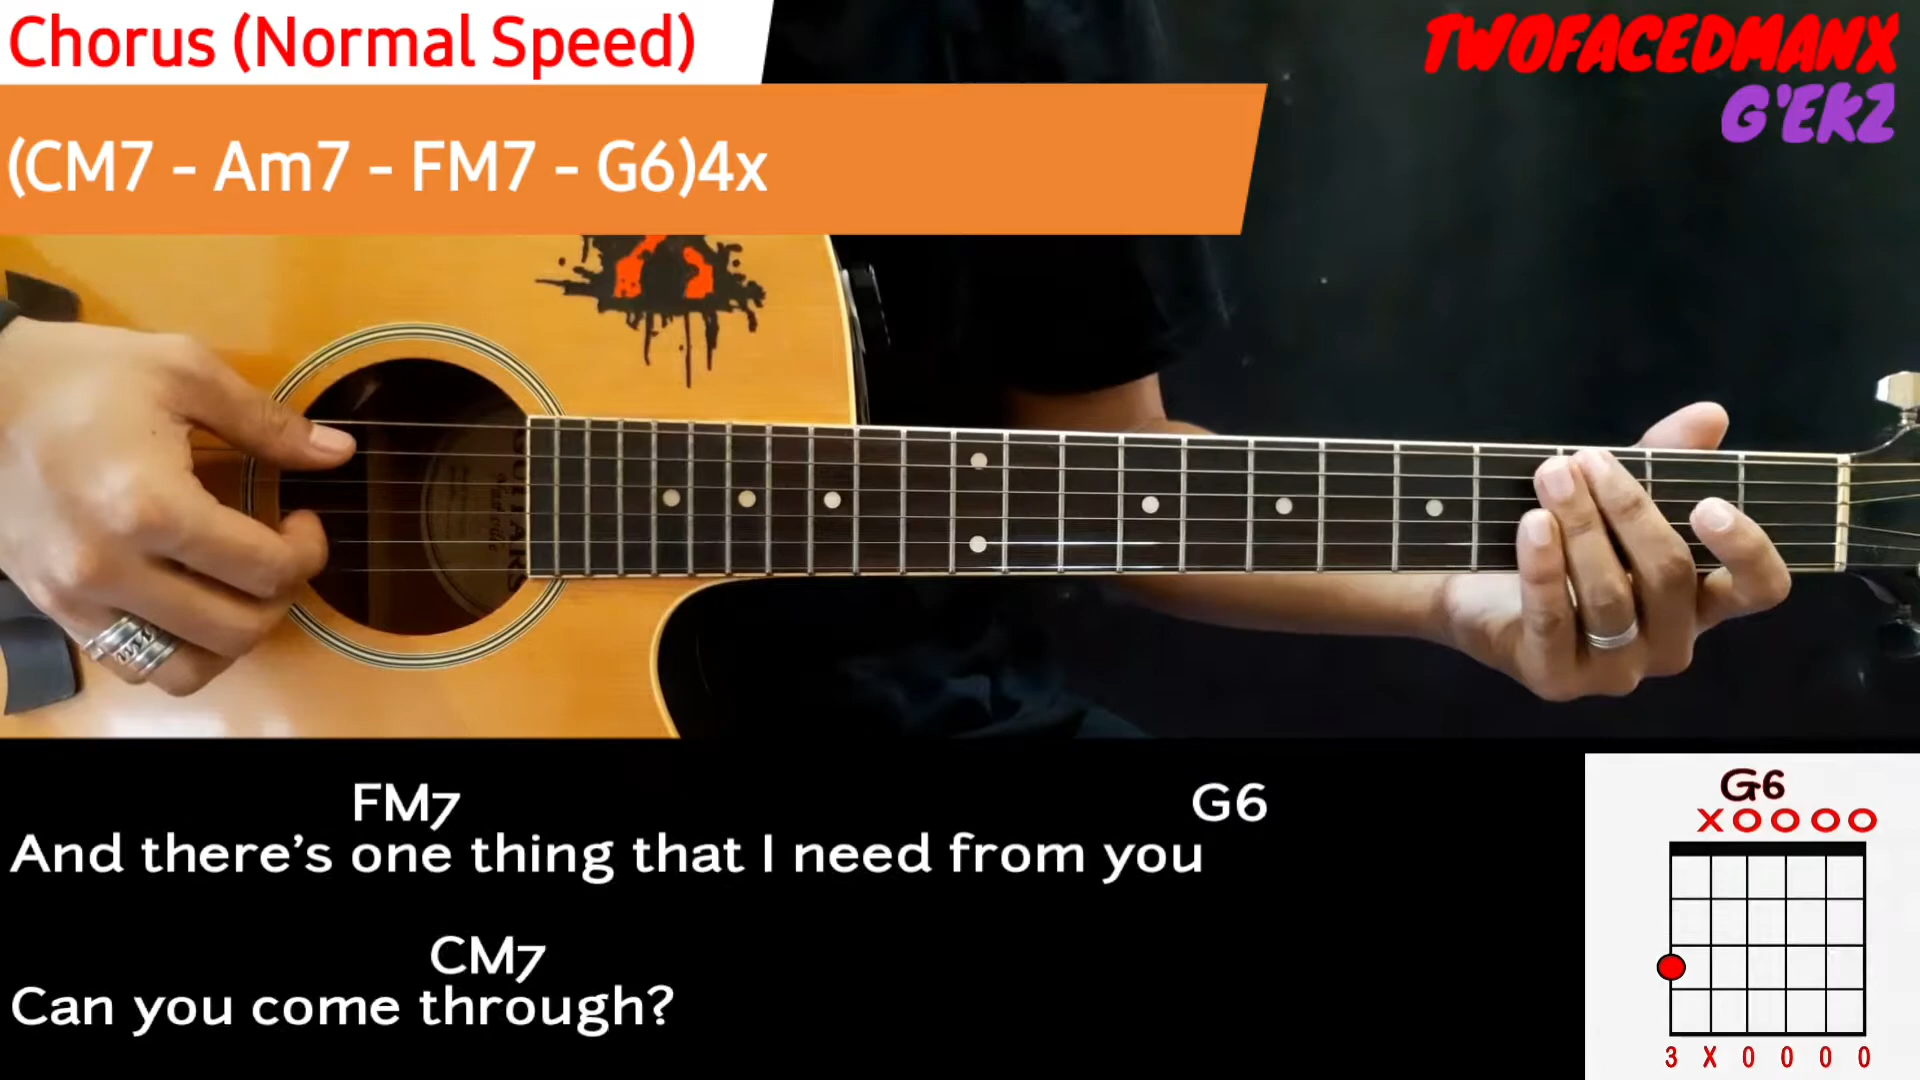 Chorus (Normal Speed)
(CM7 - Am7 - FM7 - G6)4x
TWOFACEDMANX
G'EKZ
FM7 G6
And there's one thing that I need from you
CM7
Can you come through?
G6
X O O O O
3 X 0 0 0 0